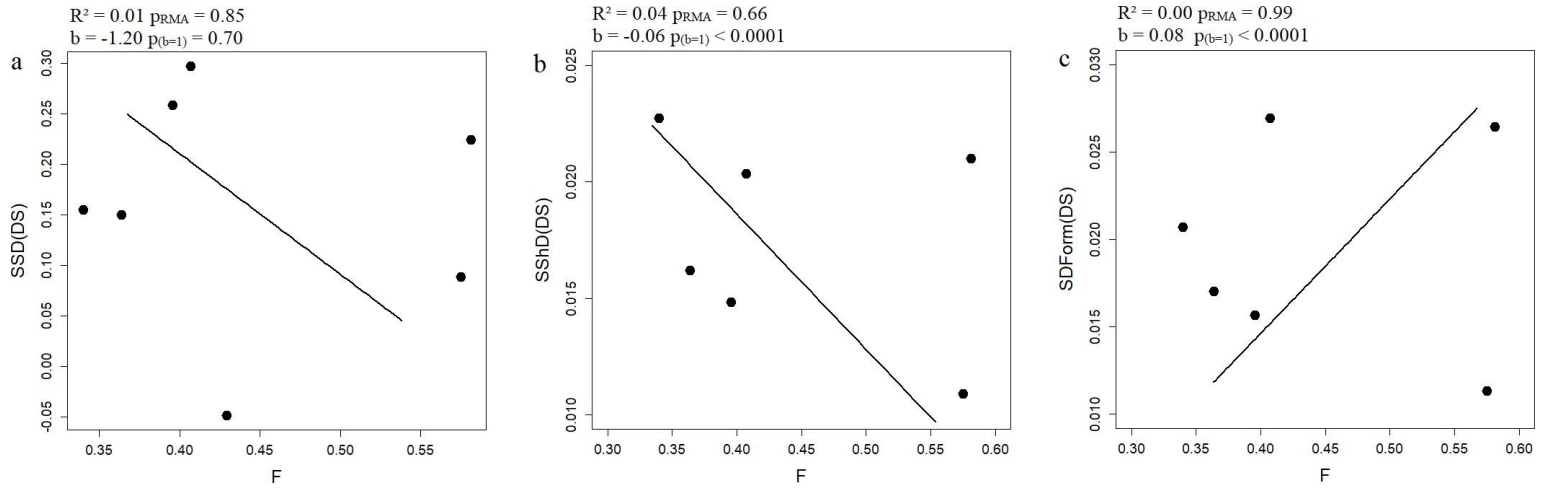 R² = 0.01 pRMA = 0.85
b = -1.20 p(b=1) = 0.70
a
0.30
0.25
0.20
0.15
0.10
0.05
0.00
-0.05
SSD(DS)
0.35 0.40 0.45 0.50 0.55
F
R² = 0.04 pRMA = 0.66
b = -0.06 p(b=1) < 0.0001
b
0.025
0.020
0.015
0.010
SShD(DS)
0.30 0.35 0.40 0.45 0.50 0.55 0.60
F
R² = 0.00 pRMA = 0.99
b = 0.08 p(b=1) < 0.0001
c
0.030
0.025
0.020
0.015
0.010
SDForm(DS)
0.30 0.35 0.40 0.45 0.50 0.55 0.60
F